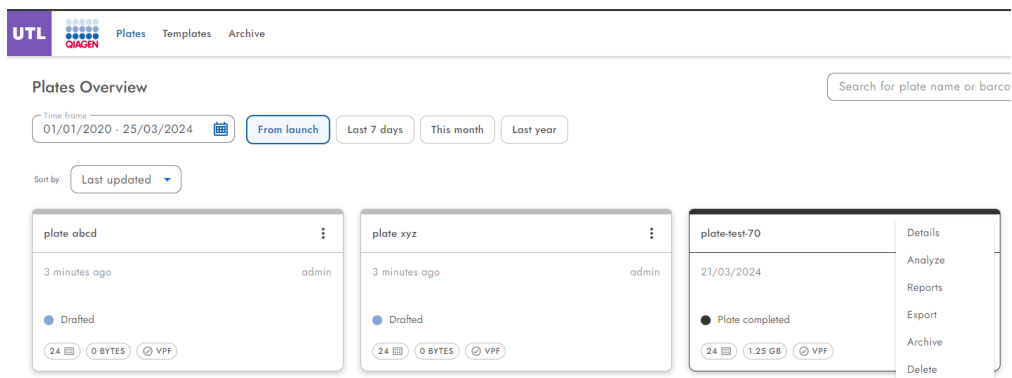 UTL QIAGEN Plates Templates Archive
Plates Overview
Search for plate name or barco
Time frame
01/01/2020 - 25/03/2024 From launch Last 7 days This month Last year
Sort by Last updated
plate abcd
3 minutes ago admin
Drafted
24 0 BYTES VPF
plate xyz
3 minutes ago admin
Drafted
24 0 BYTES VPF
plate-test-70
21/03/2024
Plate completed
24 1.25 GB VPF
Details
Analyze
Reports
Export
Archive
Delete